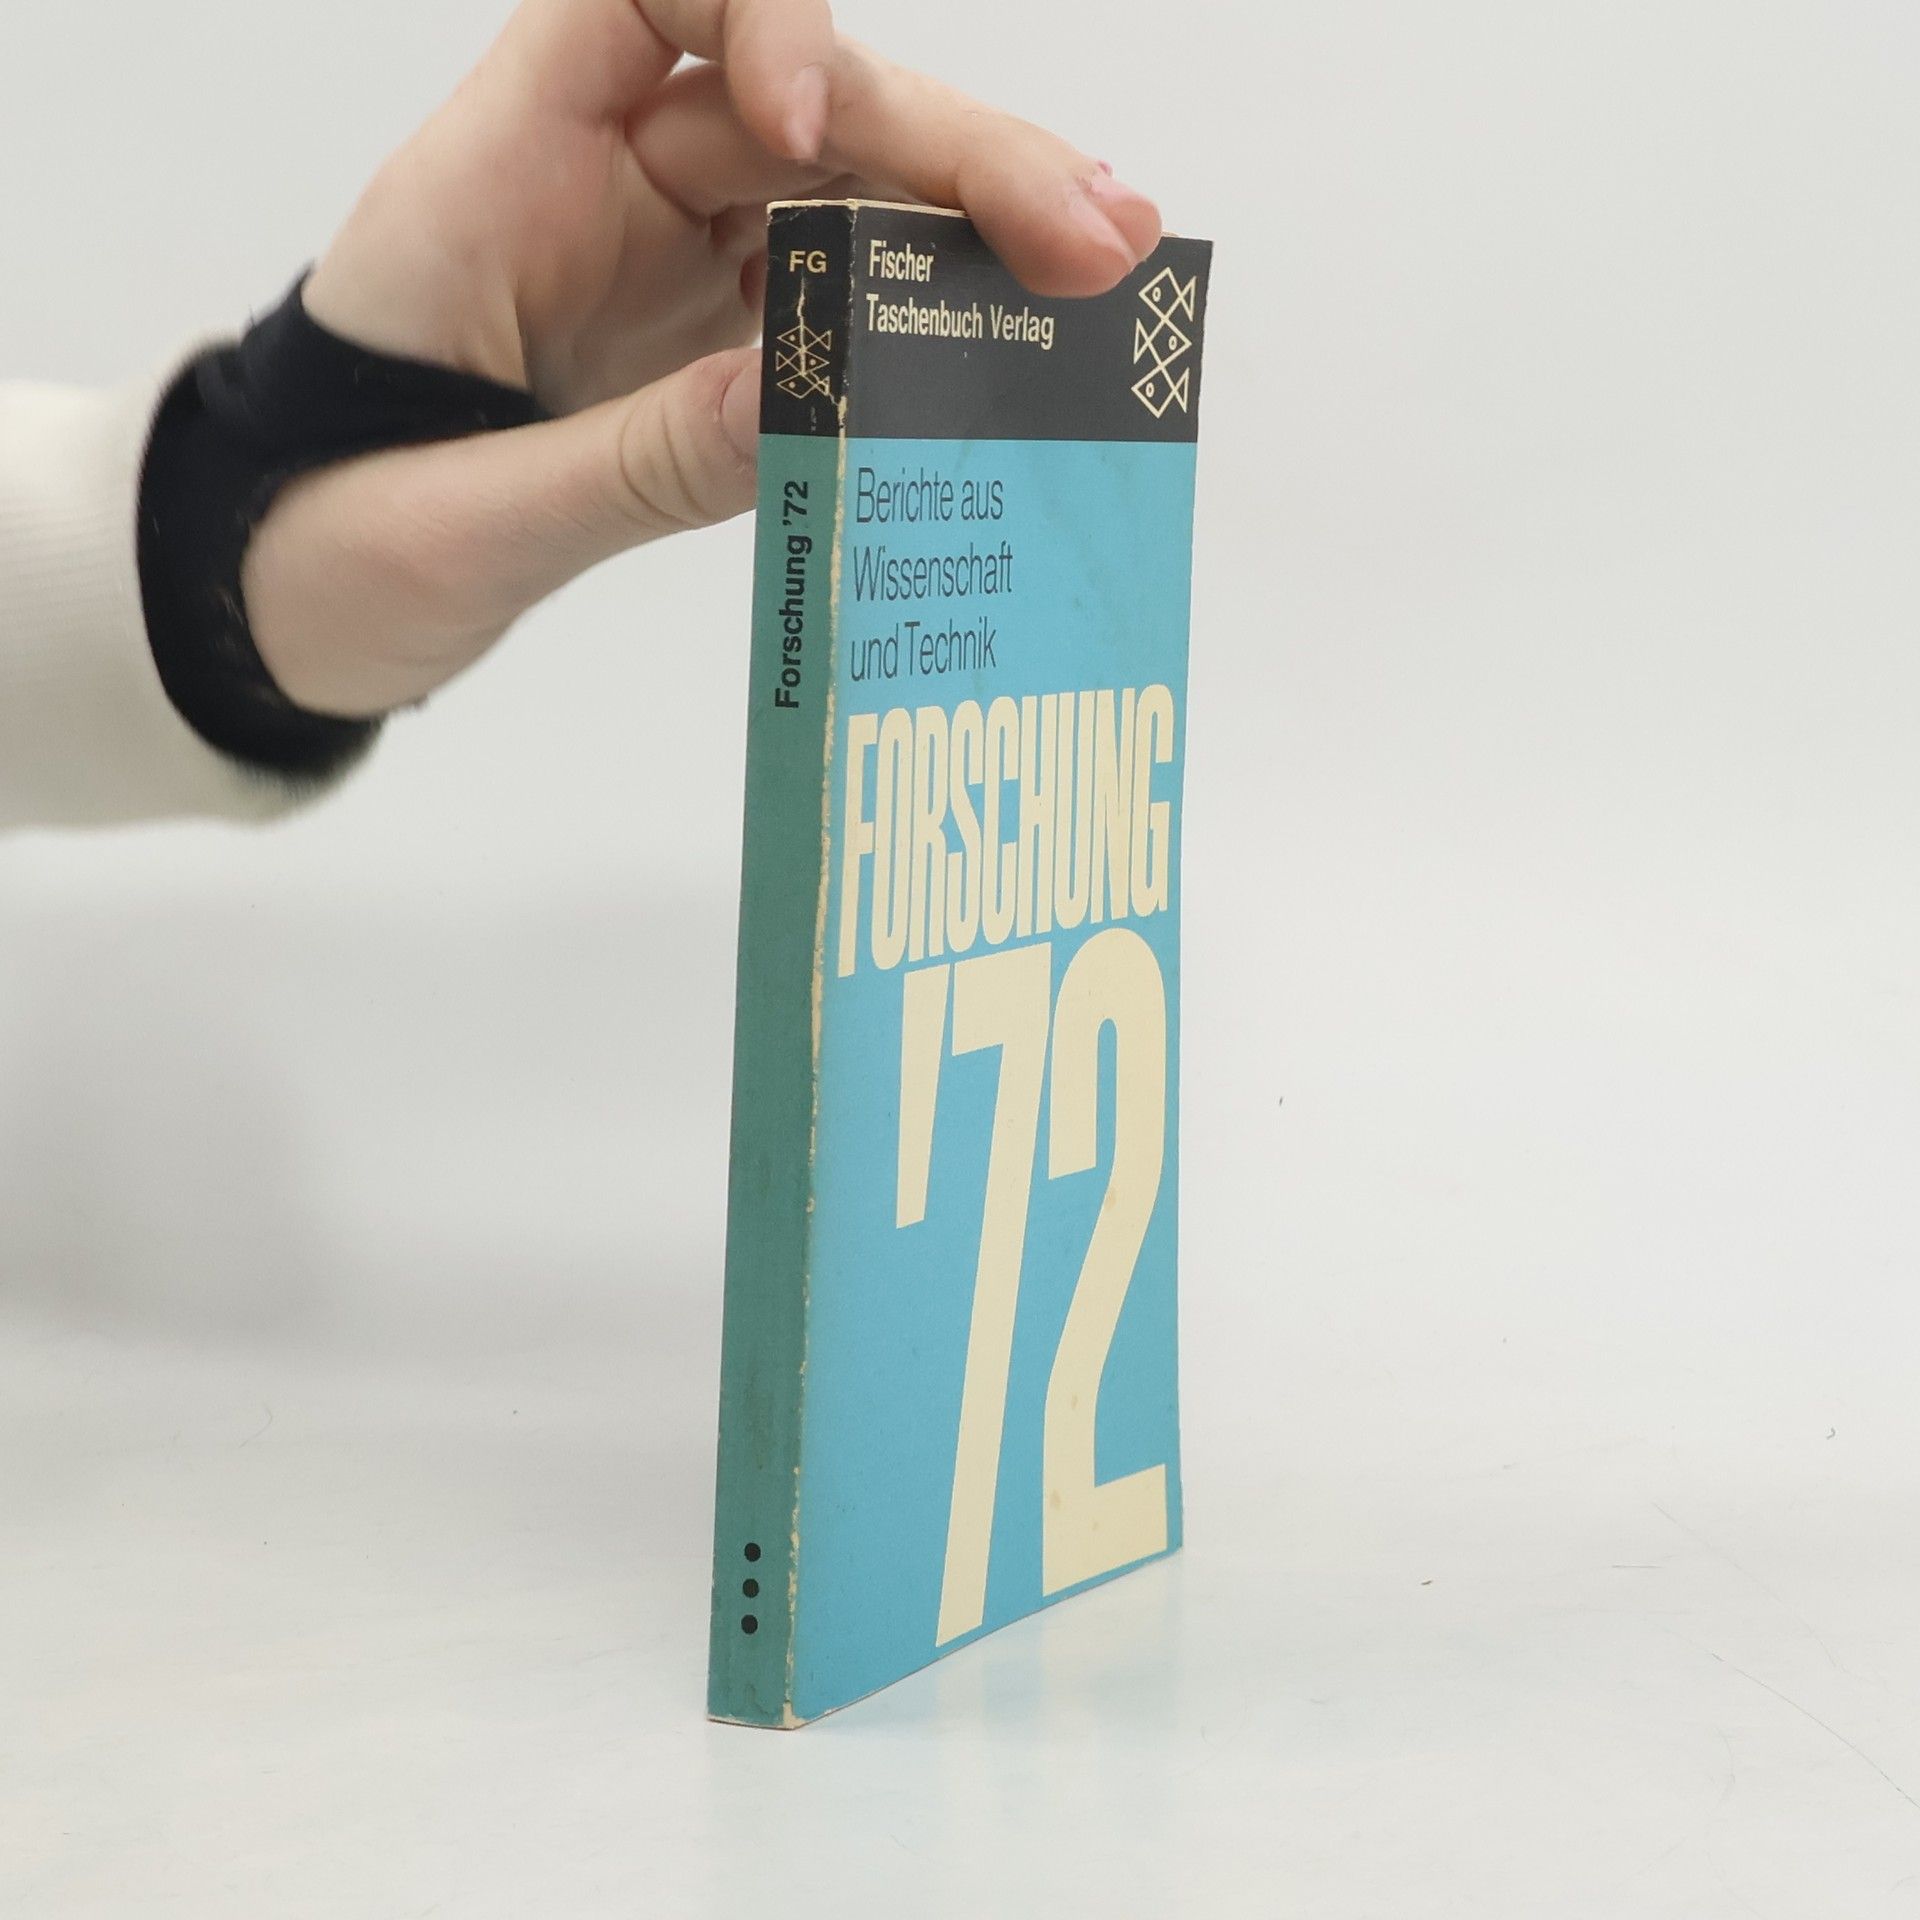 FG
Forschung '72
Fischer
Taschenbuch Verlag
Berichte aus
Wissenschaft
und Technik
FORSCHUNG
'72